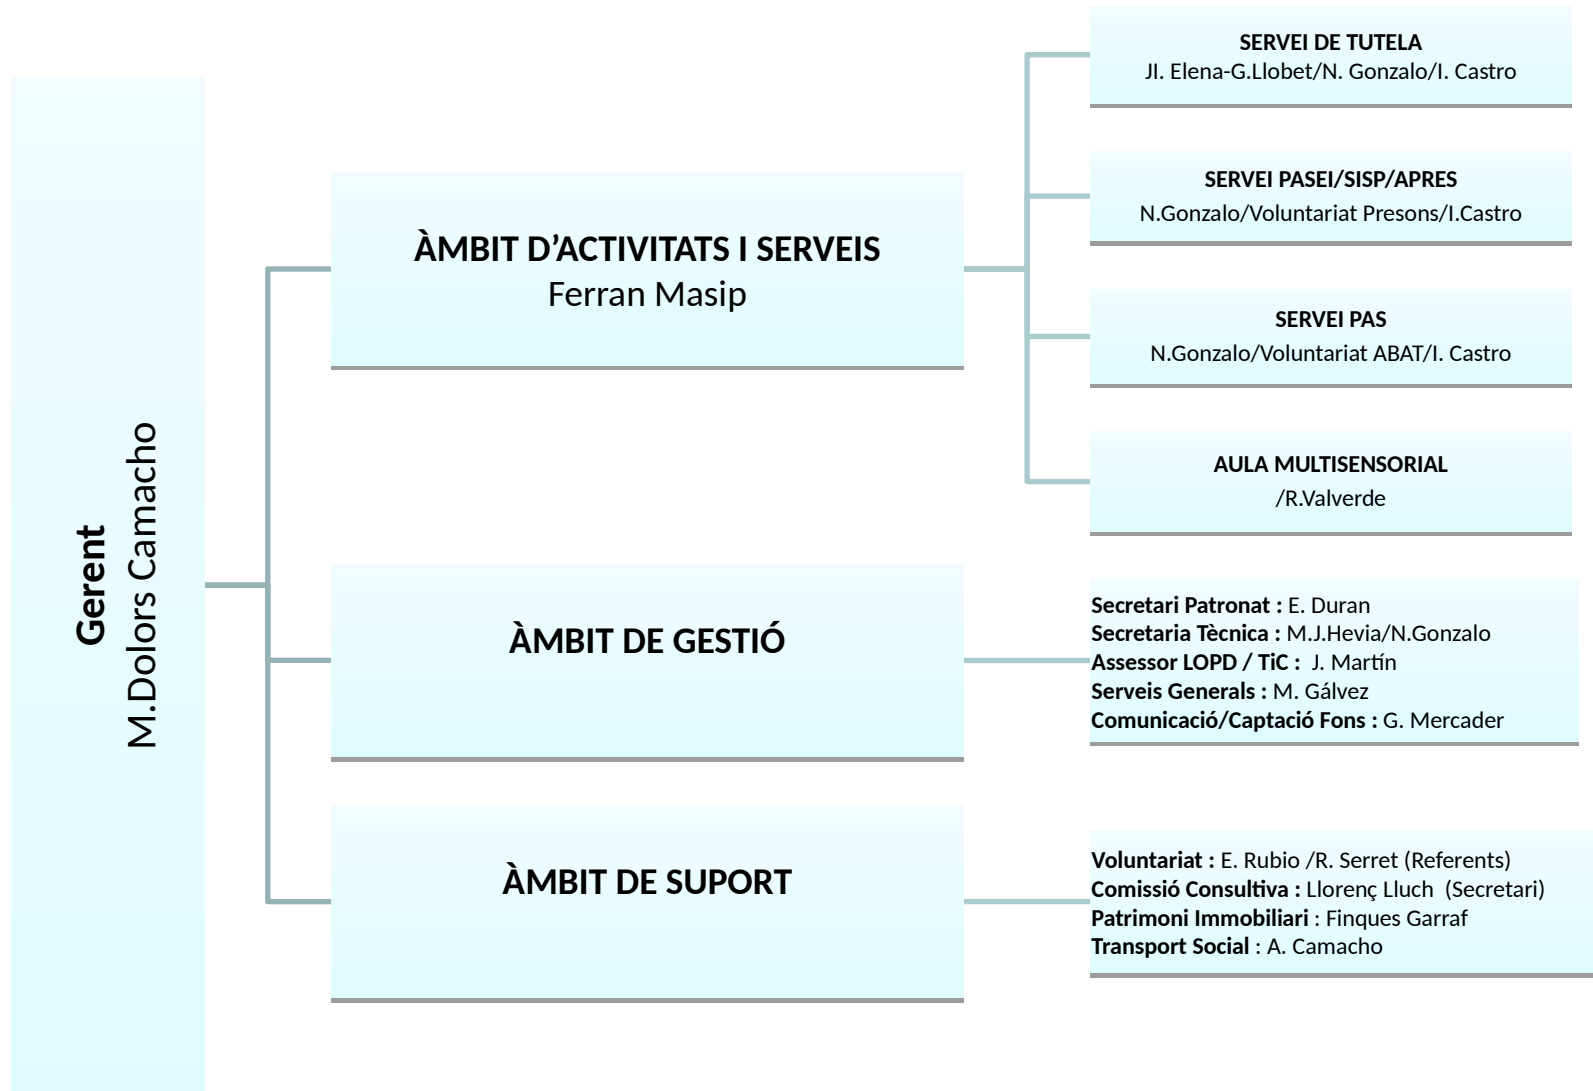 Gerent
M.Dolors Camacho
ÀMBIT D’ACTIVITATS I SERVEIS
Ferran Masip
SERVEI DE TUTELA
JI. Elena-G.Llobet/N. Gonzalo/I. Castro
SERVEI PASEI/SISP/APRES
N.Gonzalo/Voluntariat Presons/I.Castro
SERVEI PAS
N.Gonzalo/Voluntariat ABAT/I. Castro
AULA MULTISENSORIAL
/R.Valverde
ÀMBIT DE GESTIÓ
Secretari Patronat : E. Duran
Secretaria Tècnica : M.J.Hevia/N.Gonzalo
Assessor LOPD / TiC :  J. Martín
Serveis Generals : M. Gálvez
Comunicació/Captació Fons : G. Mercader
ÀMBIT DE SUPORT
Voluntariat : E. Rubio /R. Serret (Referents)
Comissió Consultiva : Llorenç Lluch  (Secretari)
Patrimoni Immobiliari : Finques Garraf
Transport Social : A. Camacho